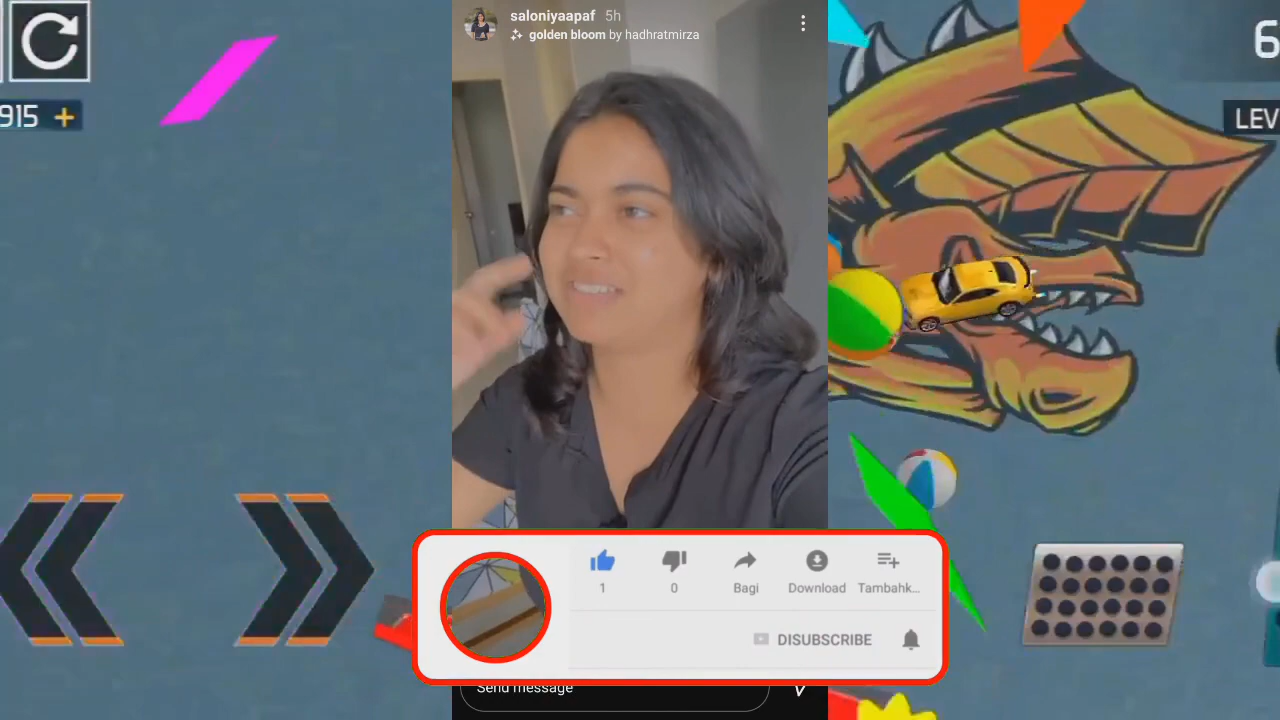 saloniyaapaf 5h
golden bloom by hadhratmirza
915 +
6
LEV
1
0
Bagi
Download
Tambahk...
DISUBSCRIBE
Send message